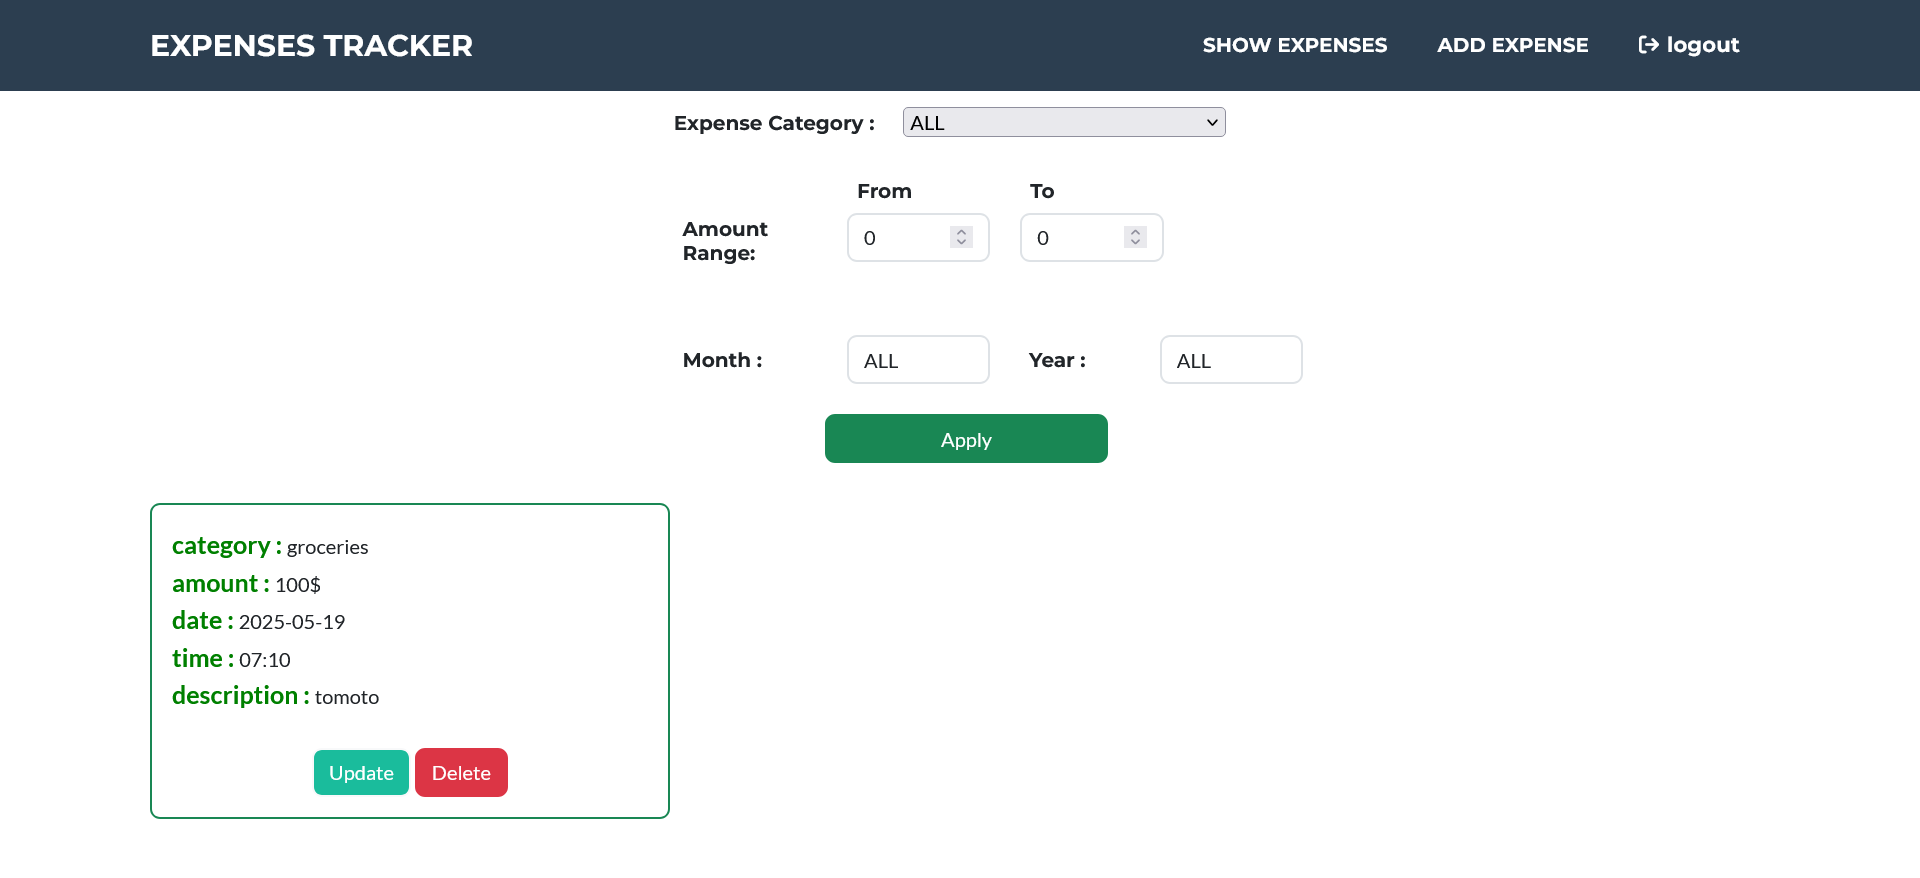 EXPENSES TRACKER
SHOW EXPENSES
ADD EXPENSE
logout
Expense Category :
ALL
From
To
Amount
Range:
0
0
Month :
ALL
Year :
ALL
Apply
category : groceries
amount : 100$
date : 2025-05-19
time : 07:10
description : tomoto
Update
Delete